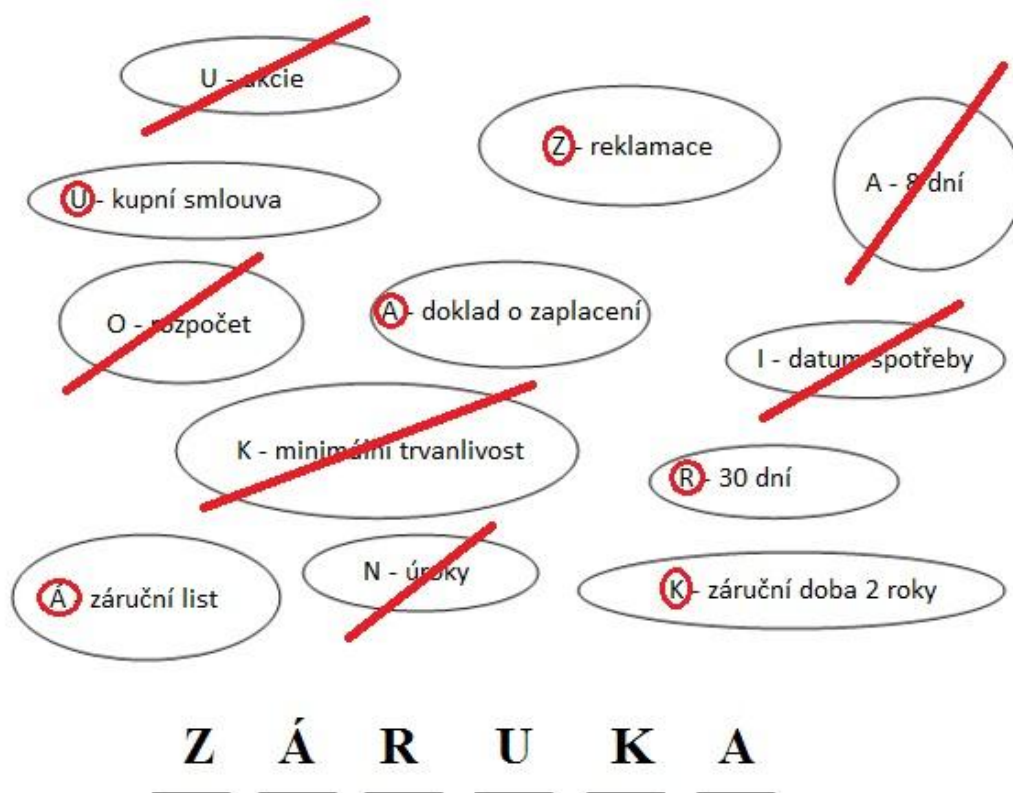 U - akcie
Z - reklamace
A - 8 dní
U - kupní smlouva
O - rozpočet
A - doklad o zaplacení
I - datum spotřeby
K - minimální trvanlivost
R - 30 dní
N - úroky
K - záruční doba 2 roky
Á záruční list
Z Á R U K A